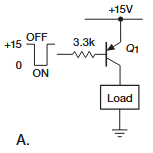 +15V
OFF
+15
3.3k
Q1
0
ON
Load
A.